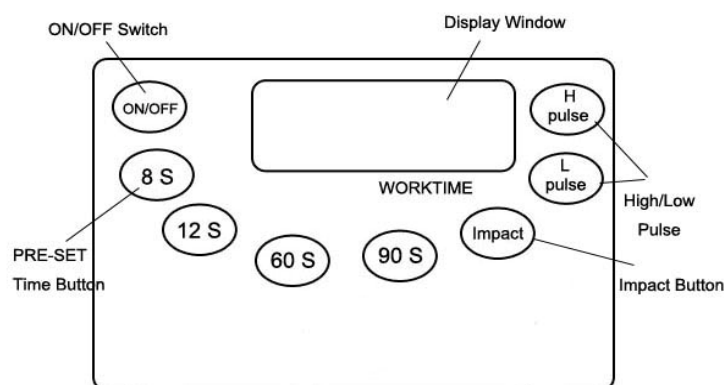 ON/OFF Switch
Display Window
ON/OFF
H
pulse
8 S
L
pulse
WORKTIME
High/Low
Pulse
12 S
Impact
60 S
90 S
PRE-SET
Time Button
Impact Button